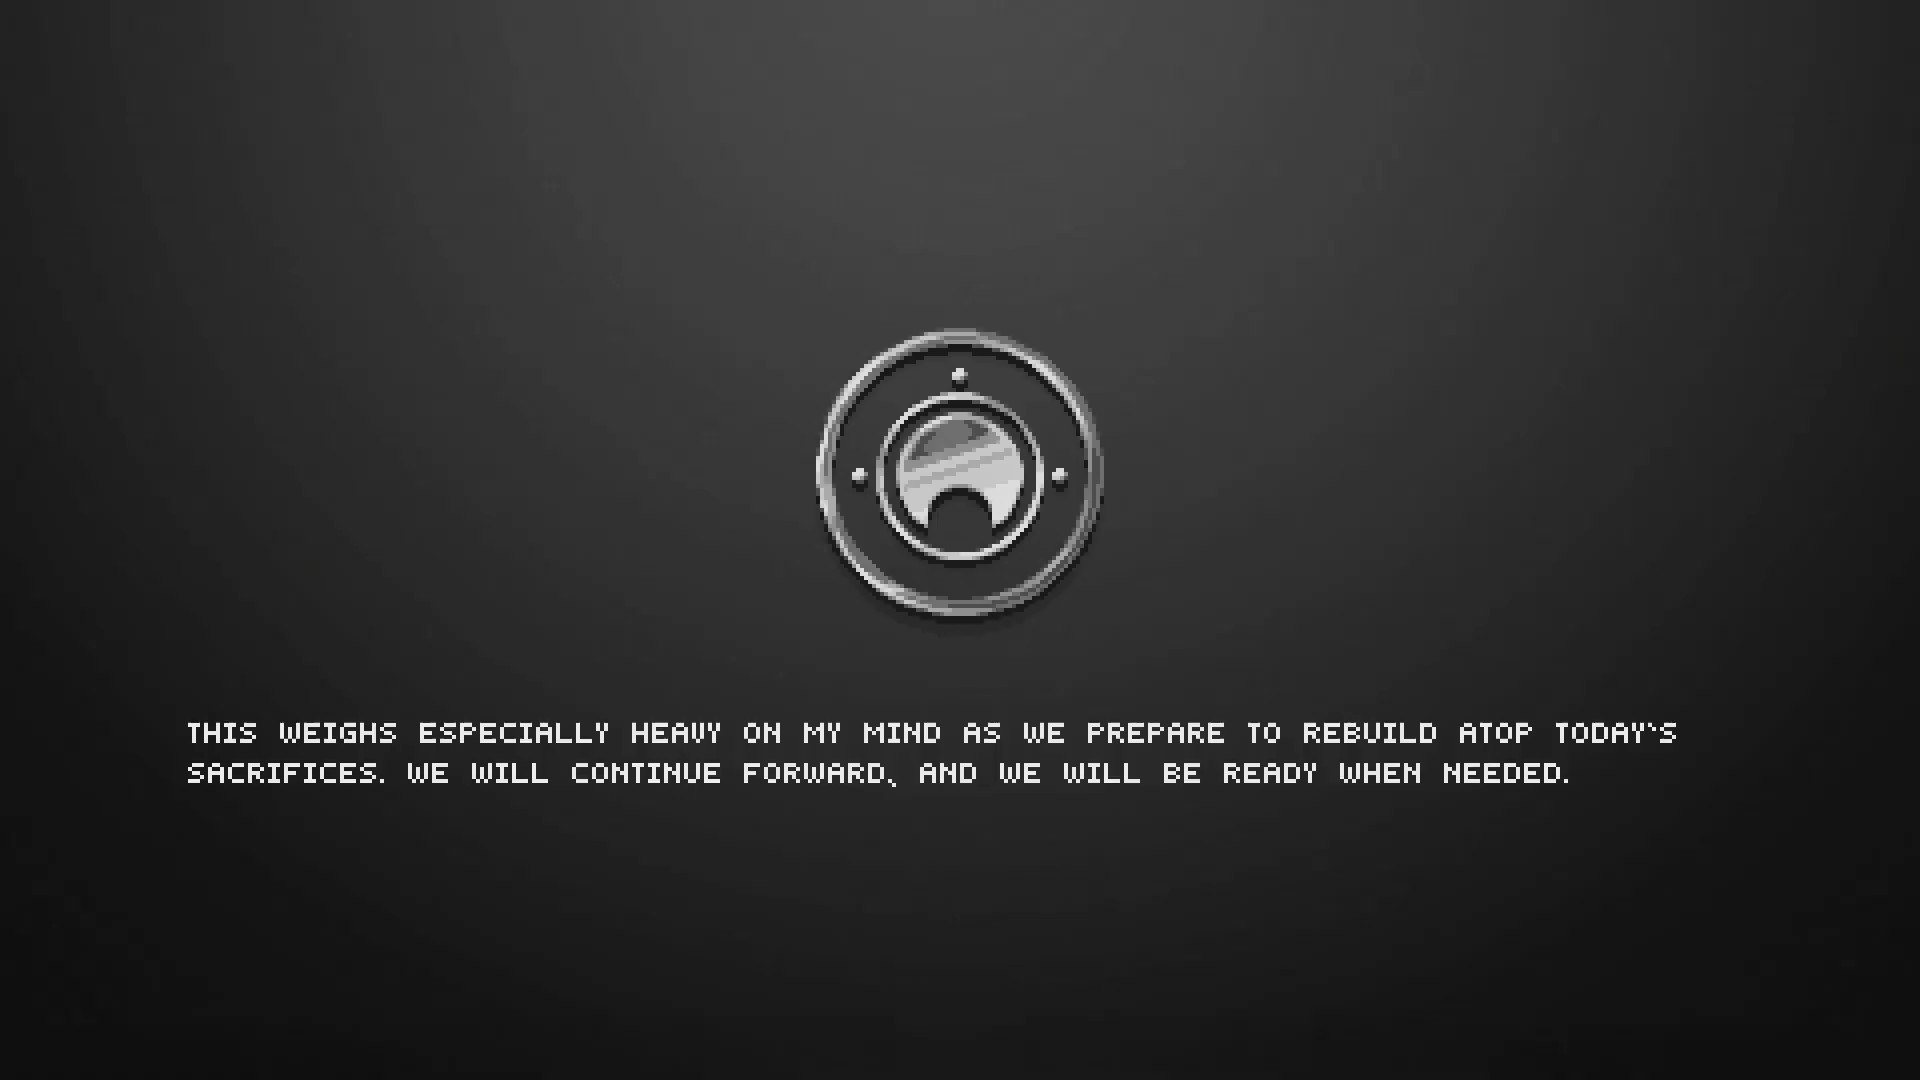 THIS WEIGHS ESPECIALLY HEAVY ON MY MIND AS WE PREPARE TO REBUILD ATOP TODAY'S
SACRIFICES. WE WILL CONTINUE FORWARD, AND WE WILL BE READY WHEN NEEDED.